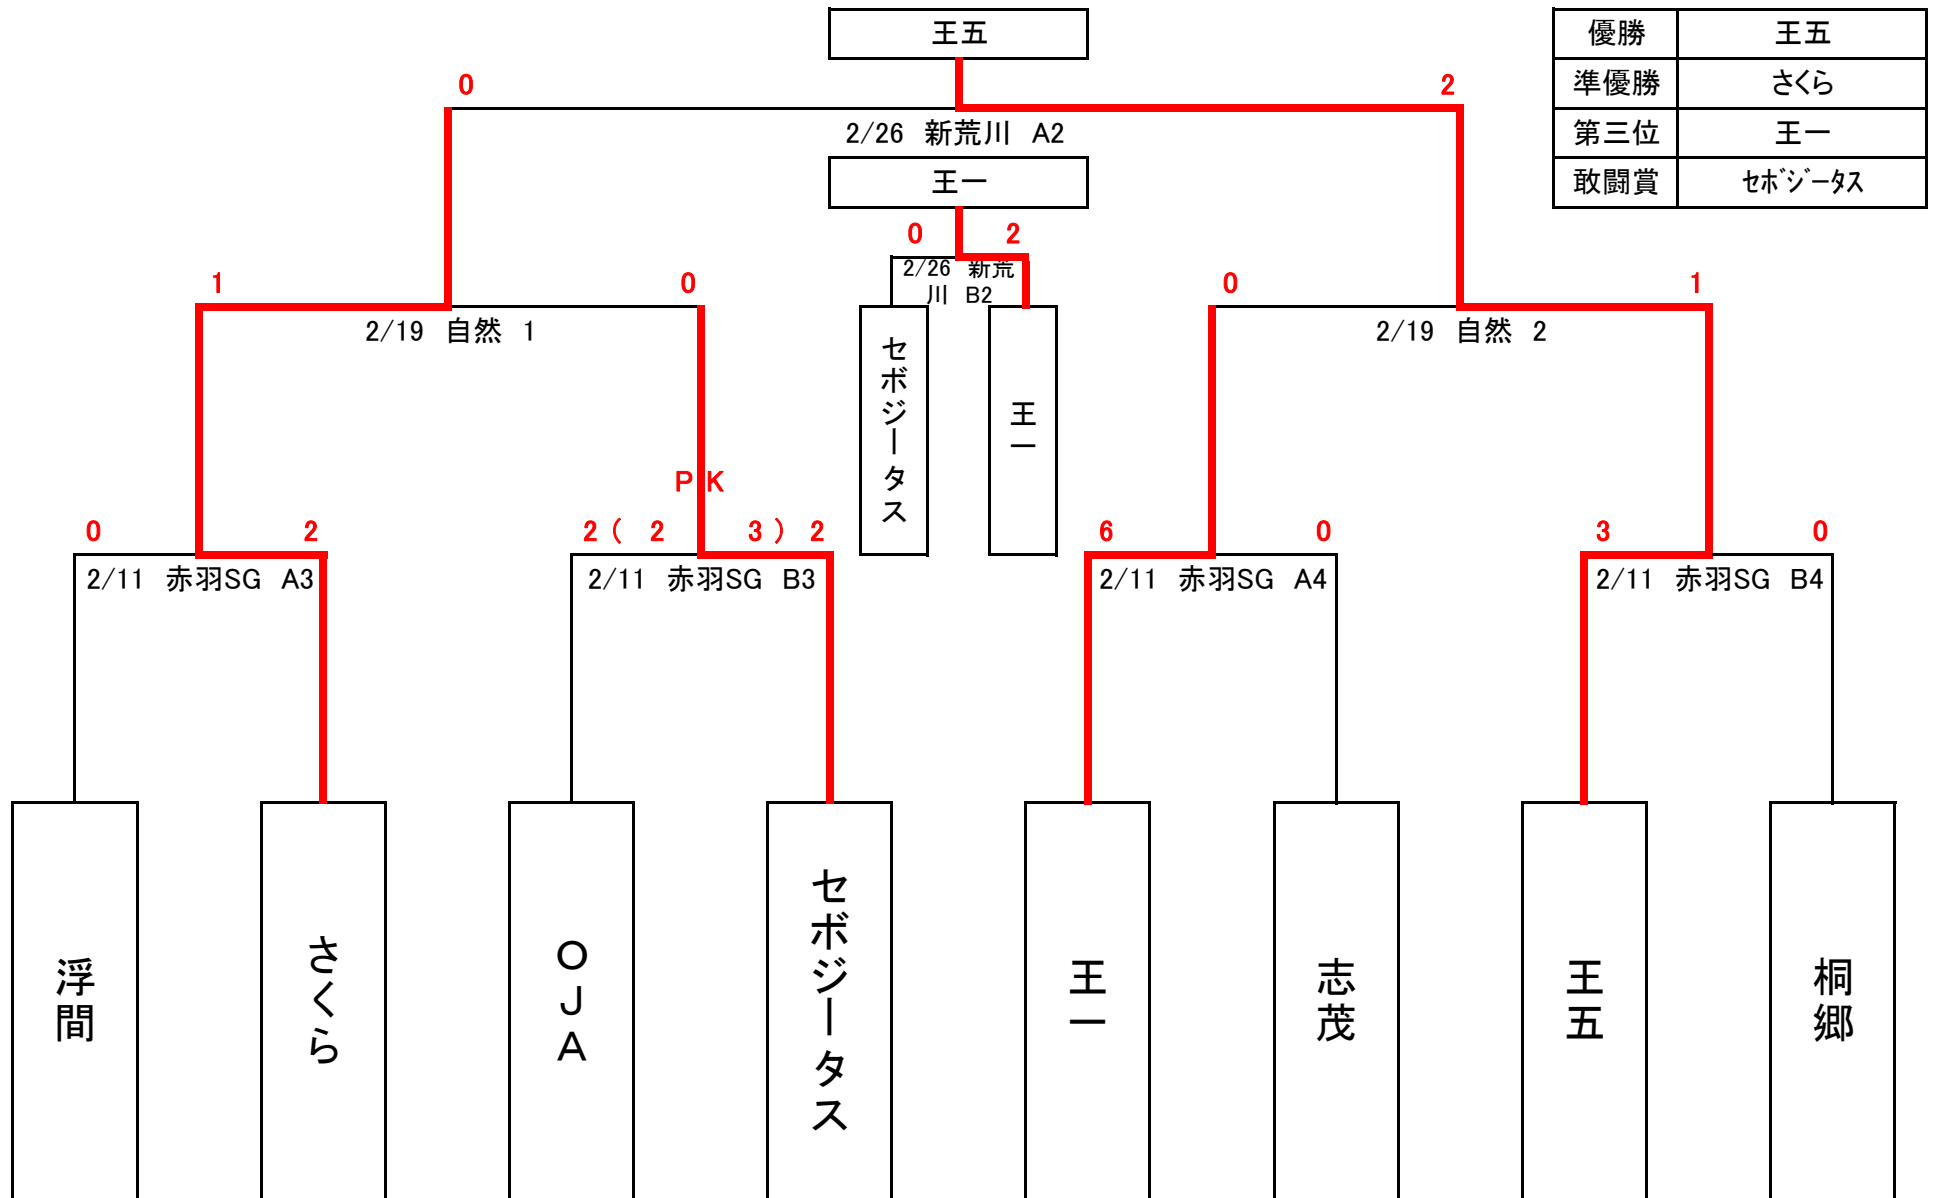 王五
優勝 王五
0 2
準優勝 さくら
2/26 新荒川 A2
第三位 王一
王一
敢闘賞 ｾﾎﾞｼﾞｰﾀｽ
0 2
2/26 新荒
川 B2
1 0
0 1
2/19 自然 1
2/19 自然 2
セボジータス
王一
PK
0 2
2( 2 3) 2
6 0
3 0
2/11 赤羽SG A3
2/11 赤羽SG B3
2/11 赤羽SG A4
2/11 赤羽SG B4
浮間
さくら
ＯＪＡ
セボジータス
王一
志茂
王五
桐郷